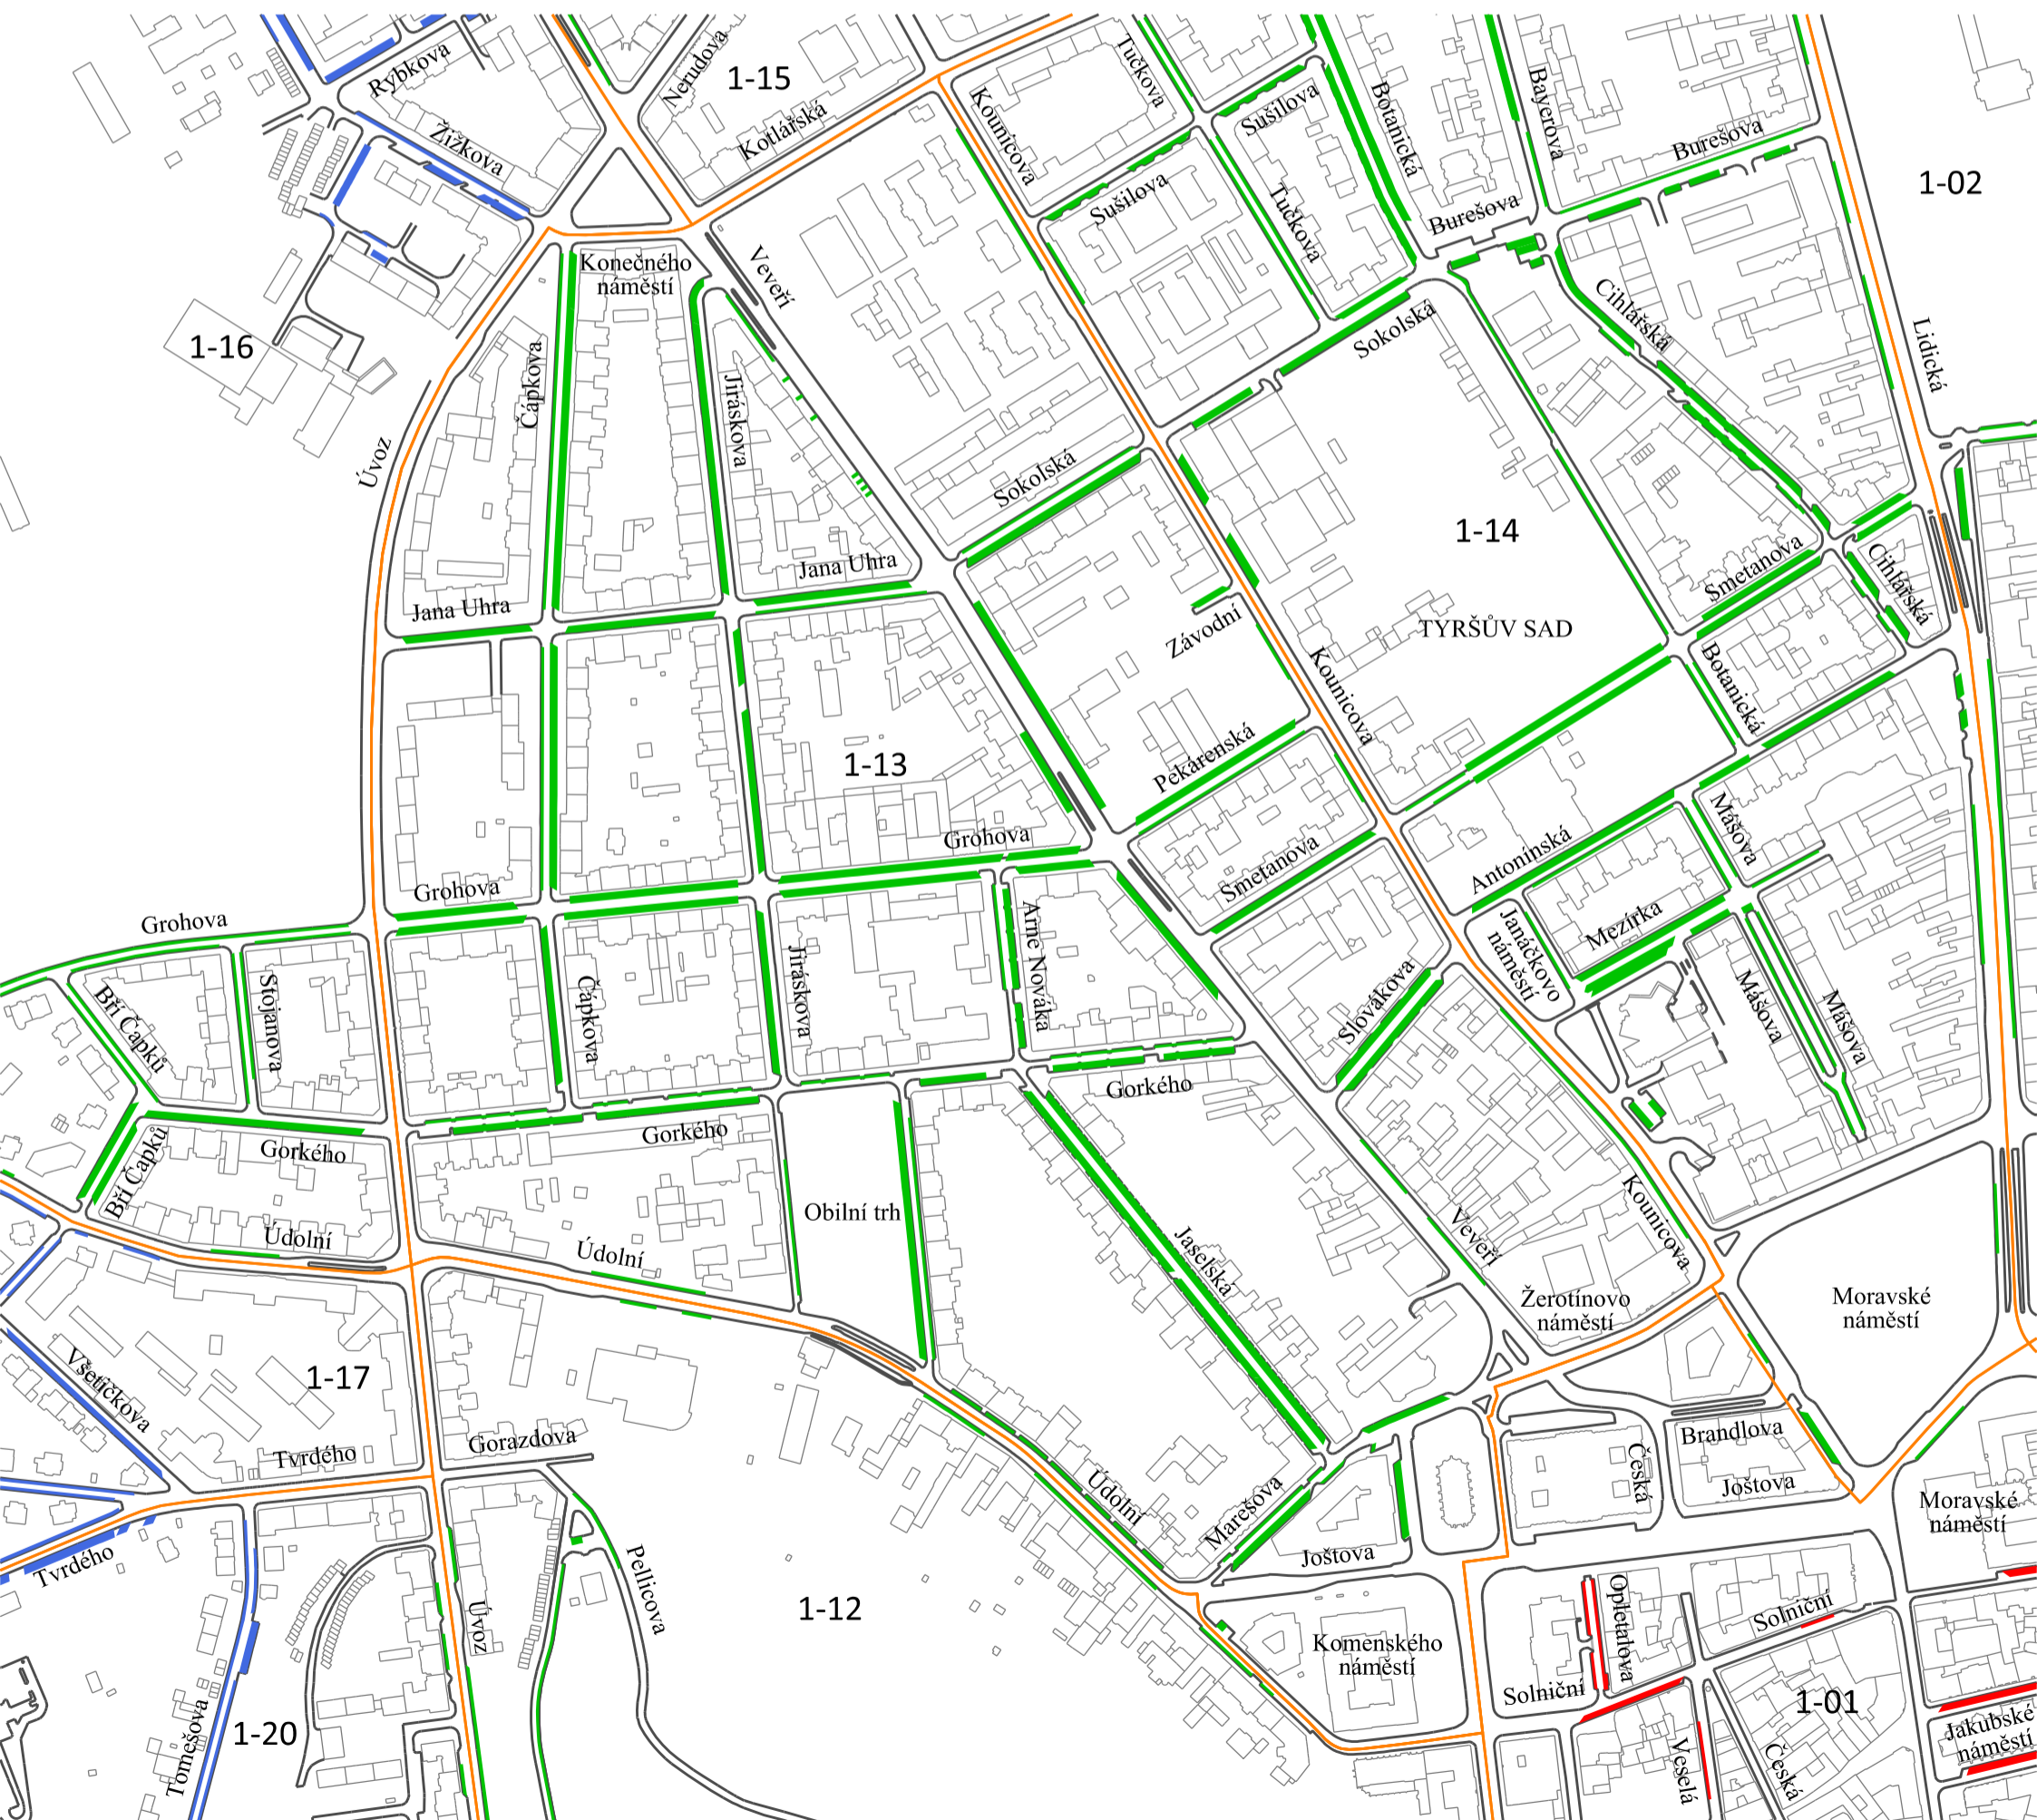 Rybkova
Nerudova
1-15
Tučkova
Kounicova
Sušilova
Botanická
Bayerova
Burešova
Kotlářská
Žižkova
1-02
Sušilova
Tučkova
Burešova
Konečného
náměstí
Veveří
Cihlářská
Sokolská
Lidická
1-16
Čápkova
Jiráskova
Úvoz
Sokolská
1-14
Jana Uhra
Jana Uhra
Smetanova
Cihlářská
Závodní
TYRŠŮV SAD
Kounicova
Botanická
1-13
Pekárenská
Grohova
Smetanova
Antonínská
Mášova
Grohova
Grohova
Arne Nováka
Mezírka
Janáčkovo
náměstí
Bří Čapků
Stojanova
Čápkova
Jiráskova
Slovákova
Mášova
Mášova
Gorkého
Gorkého
Gorkého
Bří Čapků
Obilní trh
Údolní
Údolní
Jaselská
Veveří
Kounicova
Žerotínovo
náměstí
Moravské
náměstí
Všetičkova
1-17
Tvrdého
Gorazdova
Údolní
Marešova
Česká
Brandlova
Joštova
Moravské
náměstí
Joštova
Tvrdého
Úvoz
Pellicova
1-12
Komenského
náměstí
Opletalova
Solniční
Solniční
1-01
Tomešova
1-20
Veselá
Česká
Jakubské
náměstí